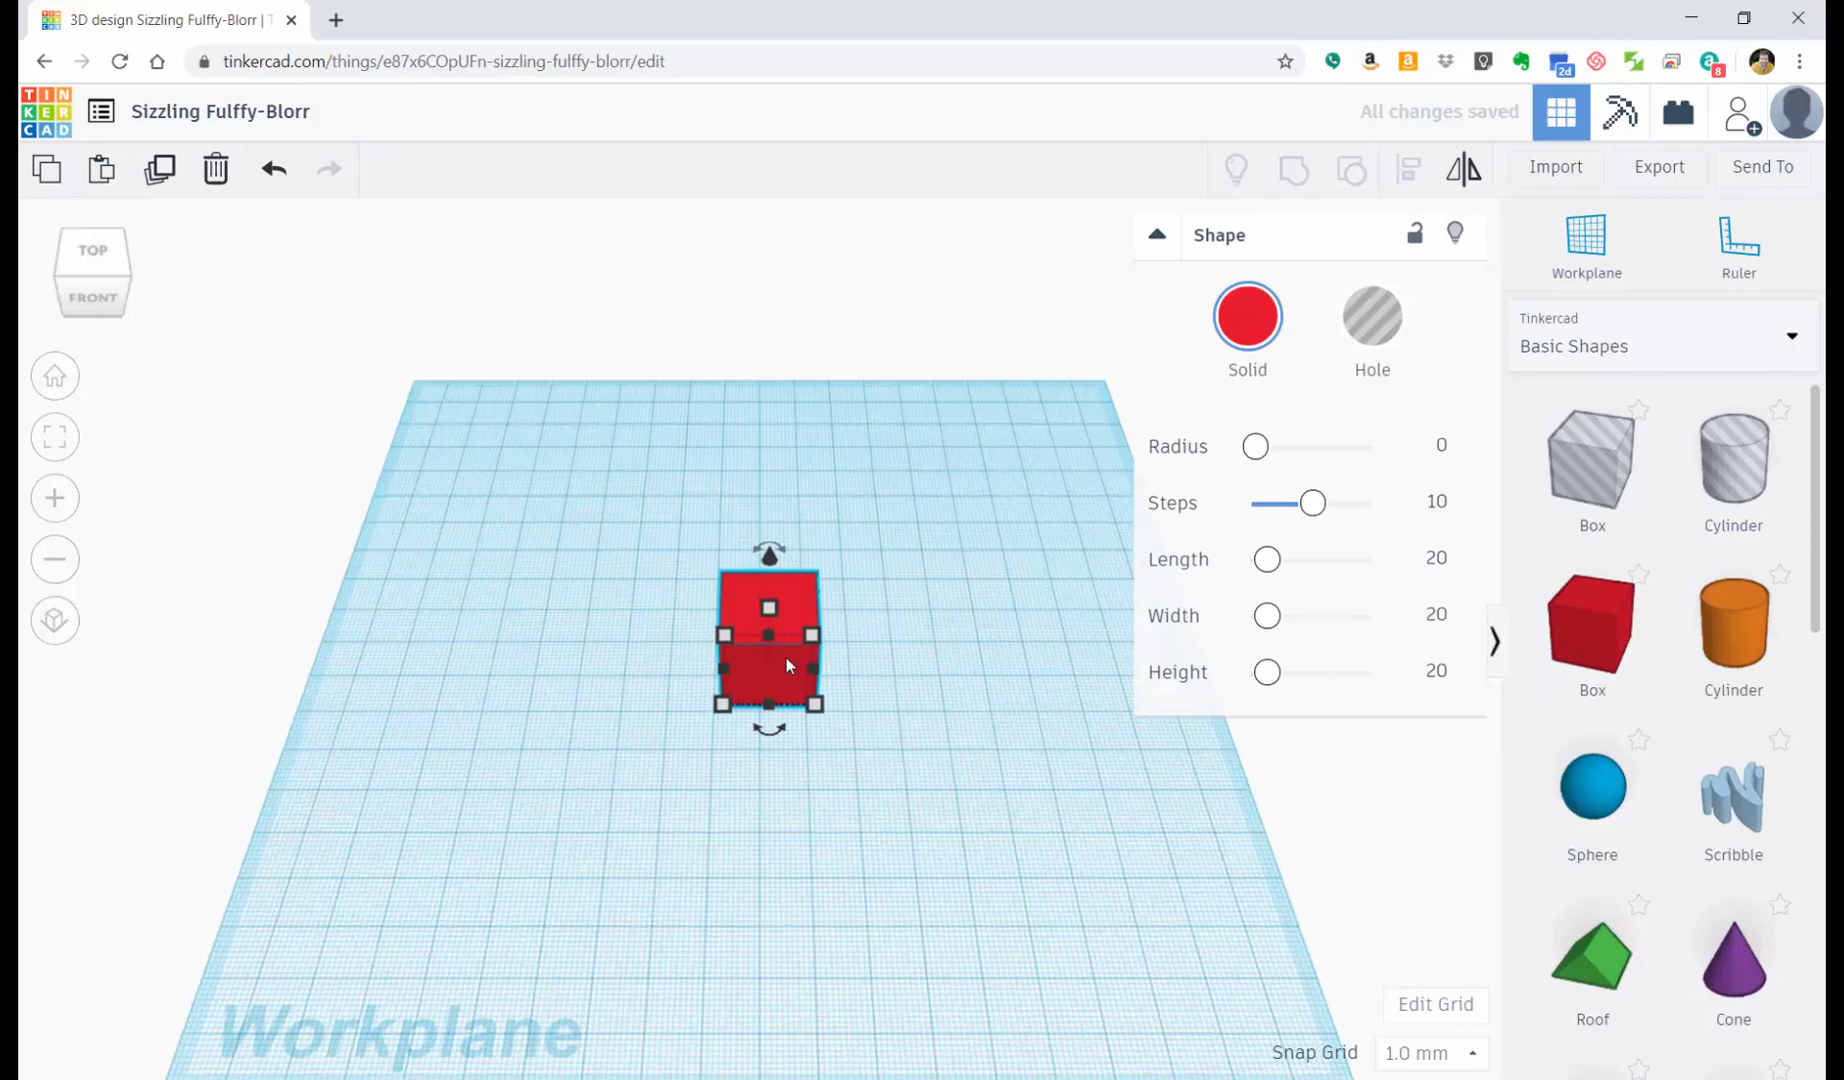 3D design Sizzling Fulffy-Blorr | T
tinkercad.com/things/e87x6COpUFn-sizzling-fulffy-blorr/edit
2d
8
TIN
KER
CAD
Sizzling Fulffy-Blorr
All changes saved
Import
Export
Send To
TOP
FRONT
Shape
Solid
Hole
Radius
0
Steps
10
Length
20
Width
20
Height
20
Workplane
Ruler
Tinkercad
Basic Shapes
Box
Cylinder
Box
Cylinder
Sphere
Scribble
Roof
Cone
Workplane
Edit Grid
Snap Grid
1.0 mm